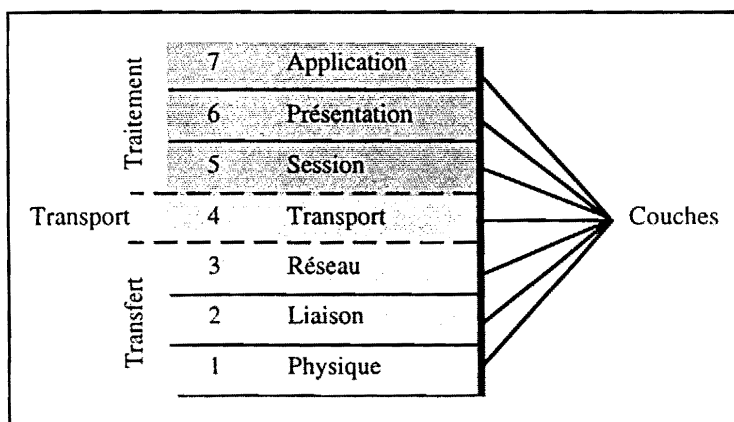 Traitement
7 Application
6 Présentation
5 Session
Transport 4 Transport
Couches
Transfert
3 Réseau
2 Liaison
1 Physique